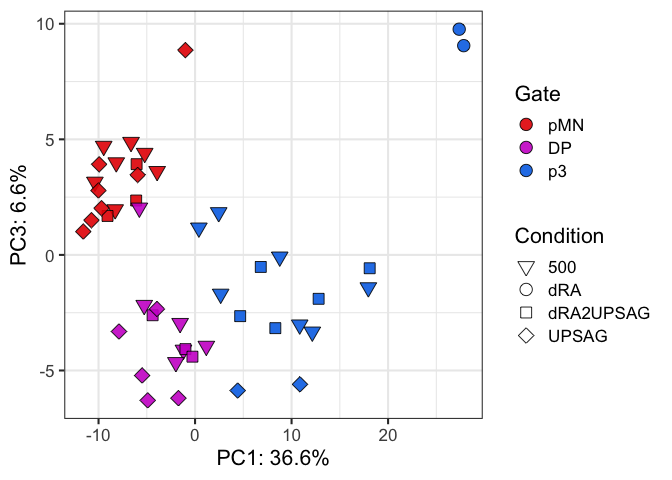 10
5
0
-5
-10
0
10
20
PC3: 6.6%
PC1: 36.6%
Gate
pMN
DP
p3
Condition
500
dRA
dRA2UPSAG
UPSAG